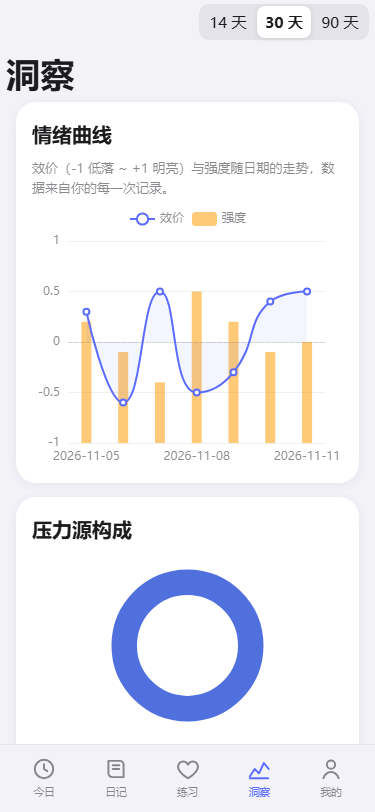 14 天 30 天 90 天
洞察
情绪曲线
效价（-1 低落 ~ +1 明亮）与强度随日期的走势，数
据来自你的每一次记录。
效价 强度
1
0.5
0
-0.5
-1
2026-11-05 2026-11-08 2026-11-11
压力源构成
今日 日记 练习 洞察 我的